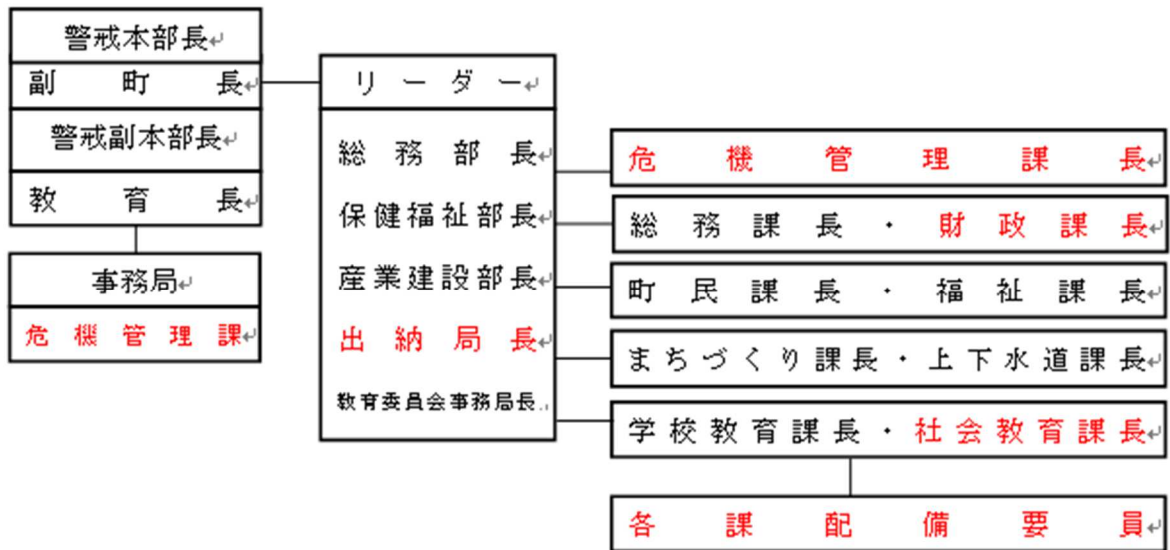 警戒本部長
副町長
警戒副本部長
教育長
事務局
危機管理課
リーダー
総務部長
保健福祉部長
産業建設部長
出納局長
教育委員会事務局長
危機管理課長
総務課長・財政課長
町民課長・福祉課長
まちづくり課長・上下水道課長
学校教育課長・社会教育課長
各課配備要員